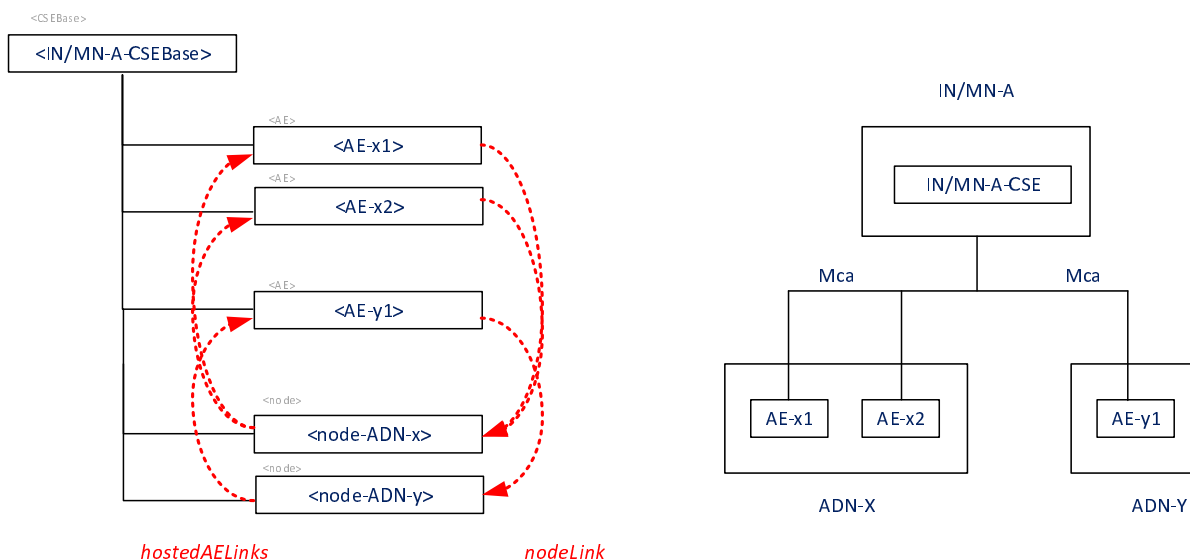 <CSEBase>
<IN/MN-A-CSEBase>
<AE>
<AE-x1>
<AE>
<AE-x2>
<AE>
<AE-y1>
<node>
<node-ADN-x>
<node>
<node-ADN-y>
hostedAELinks
nodeLink
IN/MN-A
IN/MN-A-CSE
Mca
Mca
AE-x1
AE-x2
AE-y1
ADN-X
ADN-Y